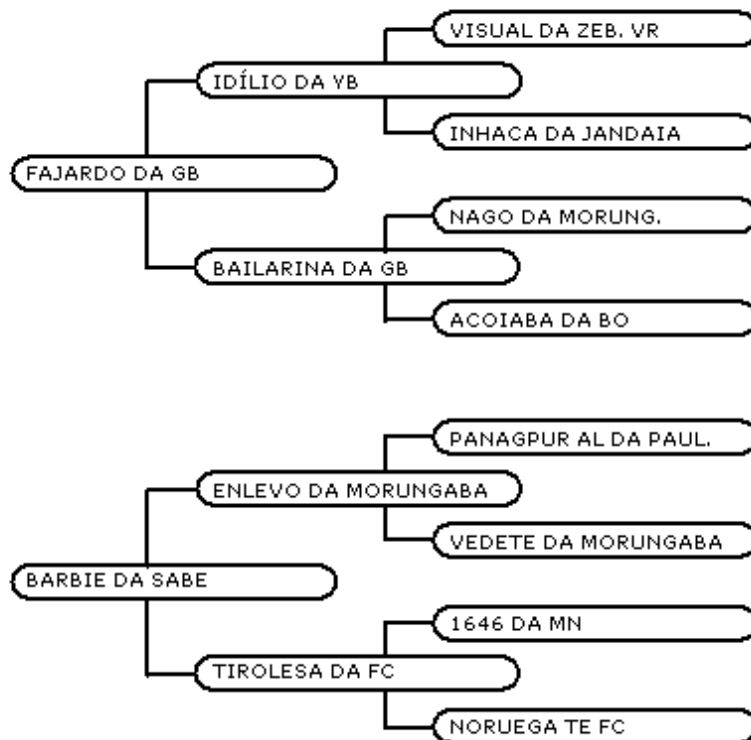 VISUAL DA ZEB. VR
IDÍLIO DA YB
INHACA DA JANDAIA
FAJARDO DA GB
NAGO DA MORUNG.
BAILARINA DA GB
ACOIABA DA BO
PANAGPUR AL DA PAUL.
ENLEVO DA MORUNGABA
VEDETE DA MORUNGABA
BARBIE DA SABE
1646 DA MN
TIROLESA DA FC
NORUEGA TE FC